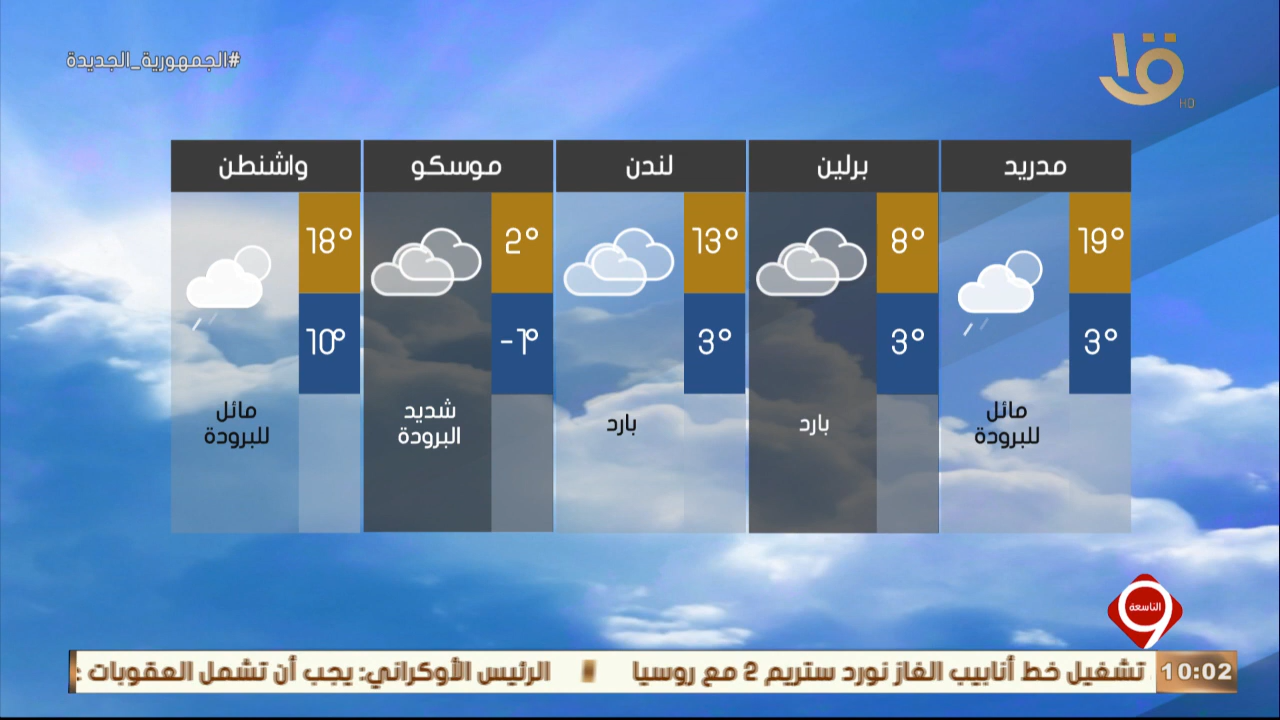 #الجمهورية_الجديدة
HD
مدريد
19°
3°
مائل
للبرودة
برلين
8°
3°
بارد
لندن
13°
3°
بارد
موسكو
2°
-1°
شديد
البرودة
واشنطن
18°
10°
مائل
للبرودة
التاسعة
9
10:02
تشغيل خط أنابيب الغاز نورد ستريم 2 مع روسيا
الرئيس الأوكراني: يجب أن تشمل العقوبات